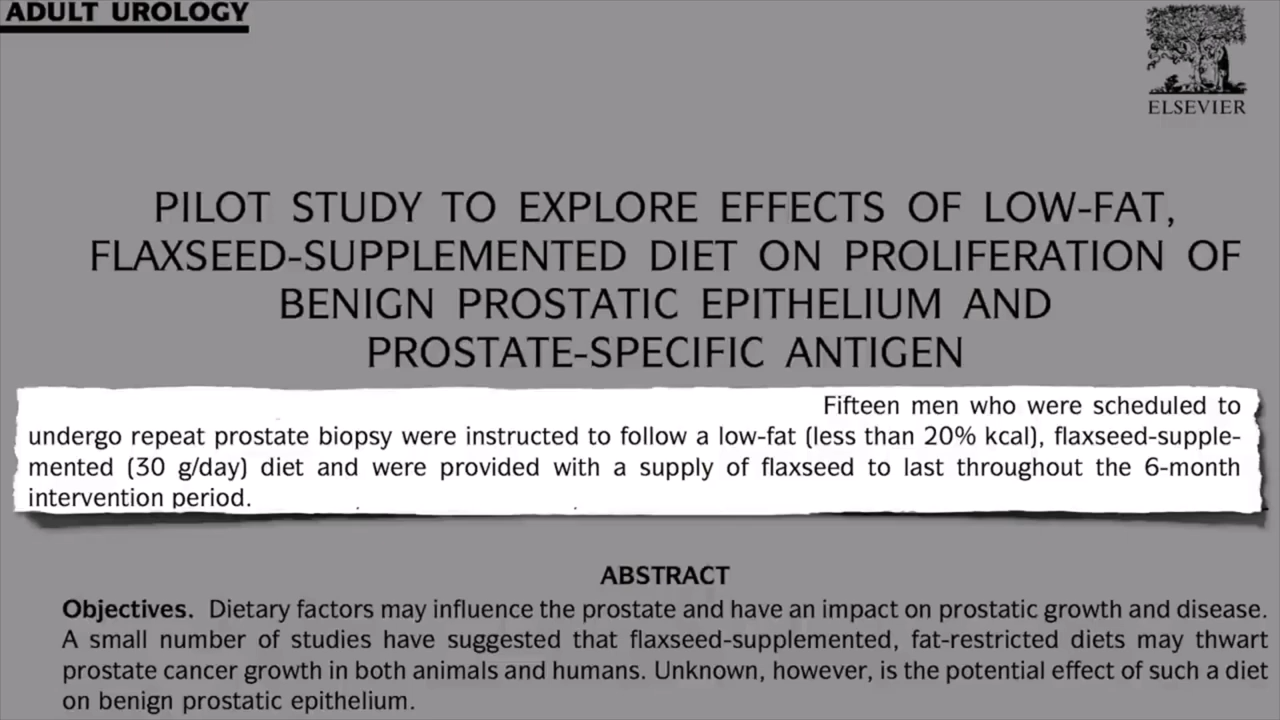 ADULT UROLOGY
ELSEVIER
PILOT STUDY TO EXPLORE EFFECTS OF LOW-FAT,
FLAXSEED-SUPPLEMENTED DIET ON PROLIFERATION OF
BENIGN PROSTATIC EPITHELIUM AND
PROSTATE-SPECIFIC ANTIGEN
Fifteen men who were scheduled to
undergo repeat prostate biopsy were instructed to follow a low-fat (less than 20% kcal), flaxseed-supple-
mented (30 g/day) diet and were provided with a supply of flaxseed to last throughout the 6-month
intervention period.
ABSTRACT
Objectives. Dietary factors may influence the prostate and have an impact on prostatic growth and disease.
A small number of studies have suggested that flaxseed-supplemented, fat-restricted diets may thwart
prostate cancer growth in both animals and humans. Unknown, however, is the potential effect of such a diet
on benign prostatic epithelium.